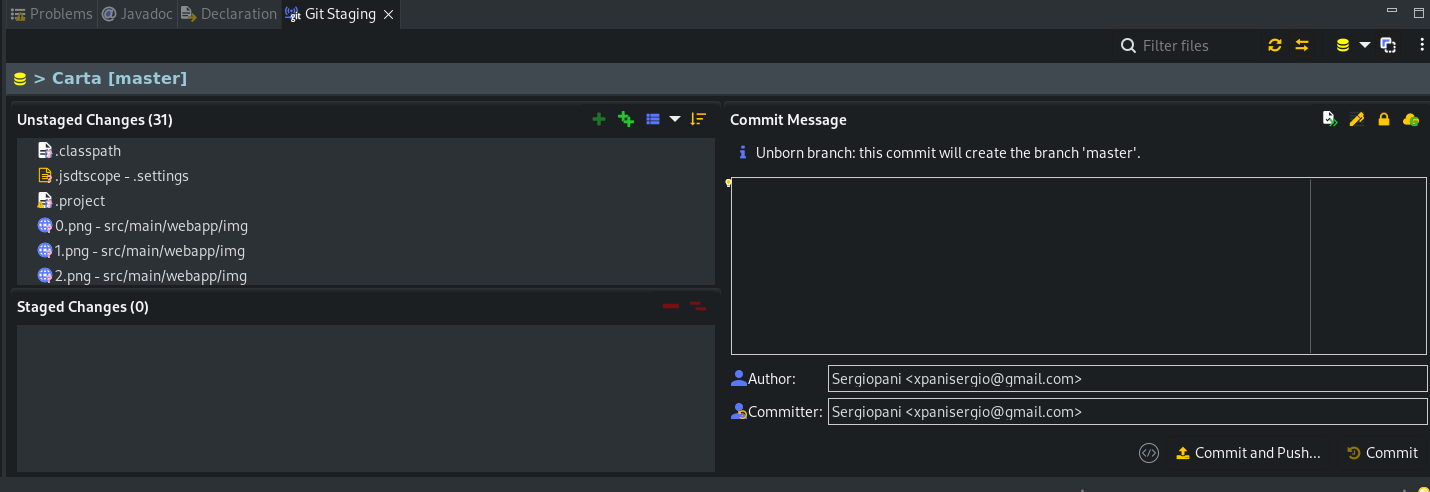 Problems @ Javadoc Declaration Git Staging
Filter files
> Carta [master]
Unstaged Changes (31)
.classpath
.jsdtscope - .settings
.project
0.png - src/main/webapp/img
1.png - src/main/webapp/img
2.png - src/main/webapp/img
Staged Changes (0)
Commit Message
Unborn branch: this commit will create the branch 'master'.
Author: Sergiopani <xpanisergio@gmail.com>
Committer: Sergiopani <xpanisergio@gmail.com>
Commit and Push... Commit